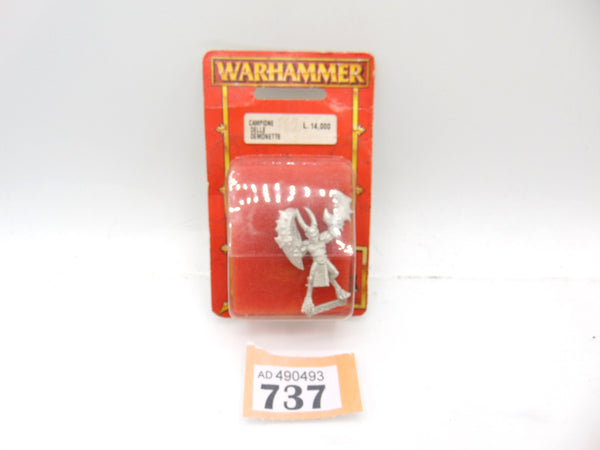 WARHAMMER
CAMPIONE L. 14,000
DELLE
DEMONETTE
AD 490493
737